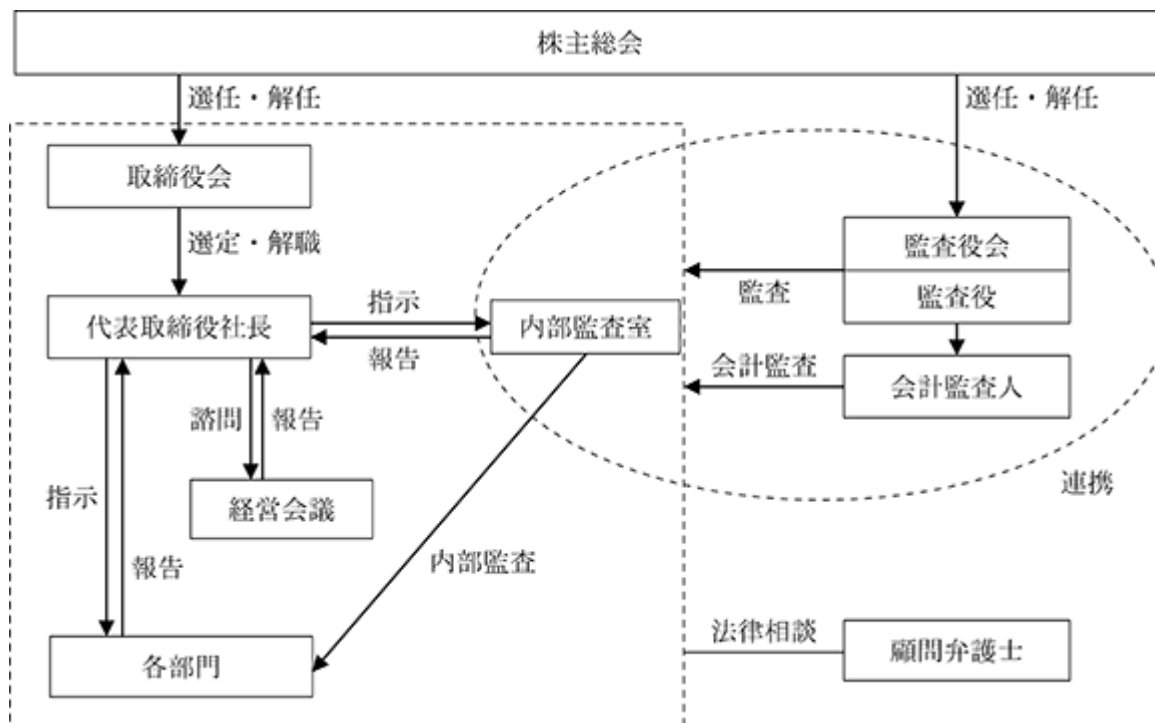 株主総会
選任・解任
選任・解任
取締役会
選定・解職
監査役会
監査役
監査
代表取締役社長
指示
報告
内部監査室
会計監査
会計監査人
諮問
報告
連携
指示
経営会議
報告
内部監査
法律相談
顧問弁護士
各部門